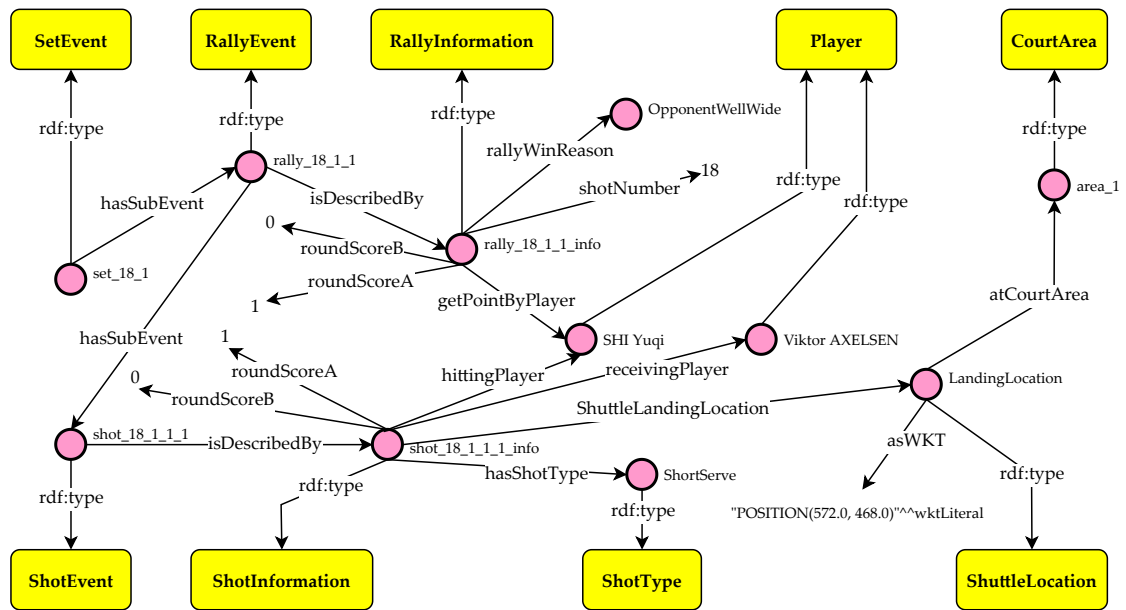 SetEvent
RallyEvent
RallyInformation
Player
CourtArea
OpponentWellWide
rdf:type
rdf:type
rdf:type
rdf:type
rallyWinReason
rally_18_1_1
18
shotNumber
rdf:type
area_1
isDescribedBy
hasSubEvent
rdf:type
0
roundScoreB
rally_18_1_1_info
set_18_1
roundScoreA
atCourtArea
getPointByPlayer
1
hasSubEvent
1
SHI Yuqi
Viktor AXELSEN
roundScoreA
hittingPlayer
receivingPlayer
0
roundScoreB
LandingLocation
ShuttleLandingLocation
shot_18_1_1_1
isDescribedBy
shot_18_1_1_1_info
asWKT
hasShotType
ShortServe
rdf:type
rdf:type
rdf:type
rdf:type
"POSITION(572.0, 468.0)"^^wktLiteral
ShotEvent
ShotInformation
ShotType
ShuttleLocation